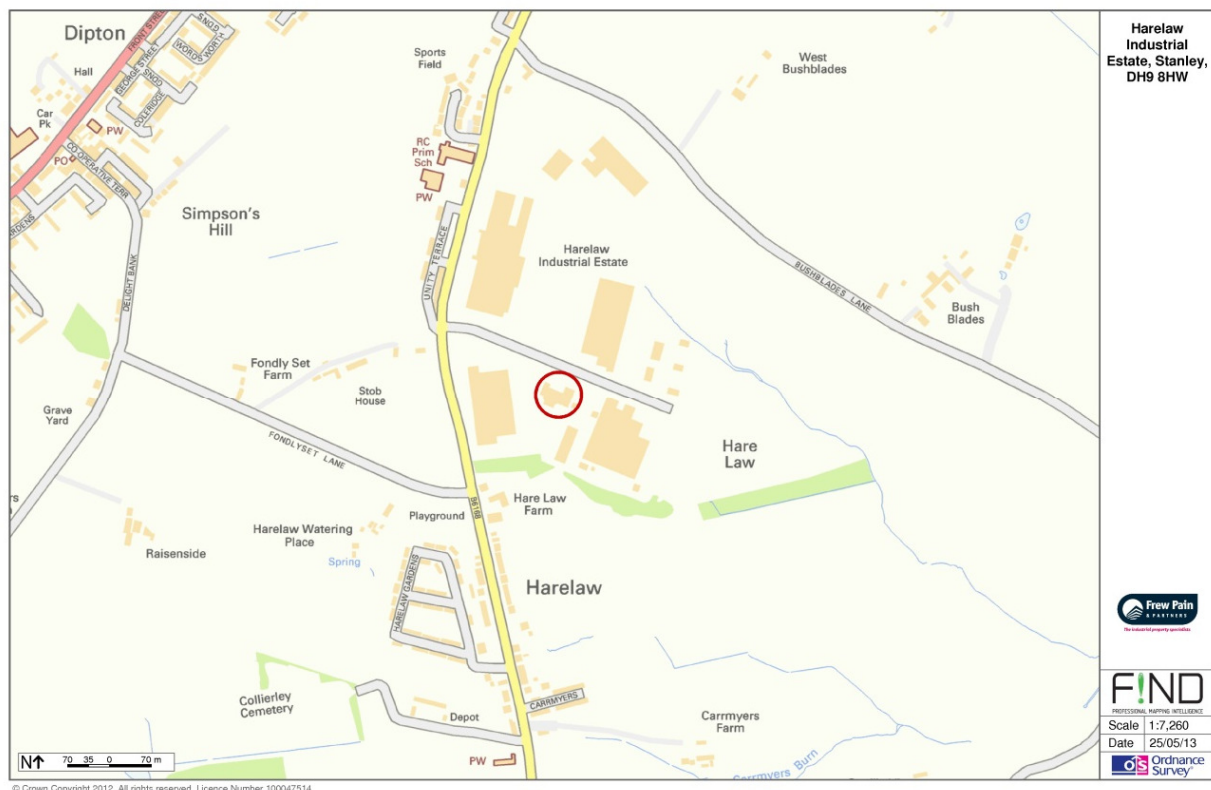 Dipton
Hall
Car
Pk
PW
PO
FRONT STREET
GEORGE STREET
WORDSWORTH
GDNS
COLERIDGE
GDNS
CO OPERATIVE TERR
DELIGHT BANK
Simpson's
Hill
Sports
Field
RC
Prim
Sch
PW
UNITY TERRACE
West
Bushblades
Harelaw
Industrial Estate
BUSHBLADES LANE
Bush
Blades
Fondly Set
Farm
Stob
House
Grave
Yard
FONDLYSET LANE
Hare
Law
Hare Law
Farm
B6168
Playground
Harelaw Watering
Place
Spring
Raisenside
HARELAW GARDENS
Harelaw
Collierley
Cemetery
Depot
CARRMYERS
Carrmyers
Farm
PW
Carrmyers Burn
N
70 35 0 70 m
Harelaw
Industrial
Estate, Stanley,
DH9 8HW
Frew Pain
& PARTNERS
The industrial property specialists
F!ND
PROFESSIONAL MAPPING INTELLIGENCE
Scale 1:7,260
Date 25/05/13
OS Ordnance
Survey
© Crown Copyright 2012. All rights reserved. Licence Number 100047514